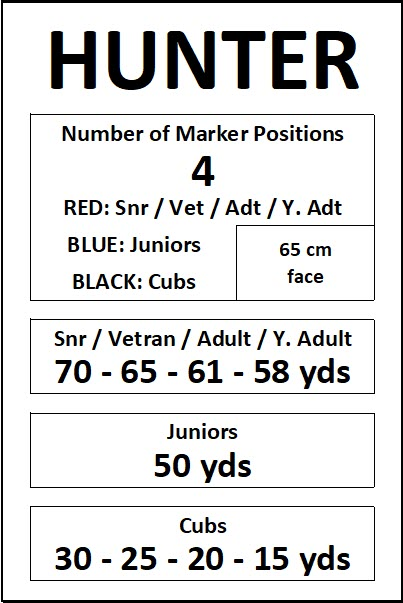 HUNTER
Number of Marker Positions
4
RED: Snr / Vet / Adt / Y. Adt
BLUE: Juniors
BLACK: Cubs
65 cm
face
Snr / Vetran / Adult / Y. Adult
70 - 65 - 61 - 58 yds
Juniors
50 yds
Cubs
30 - 25 - 20 - 15 yds